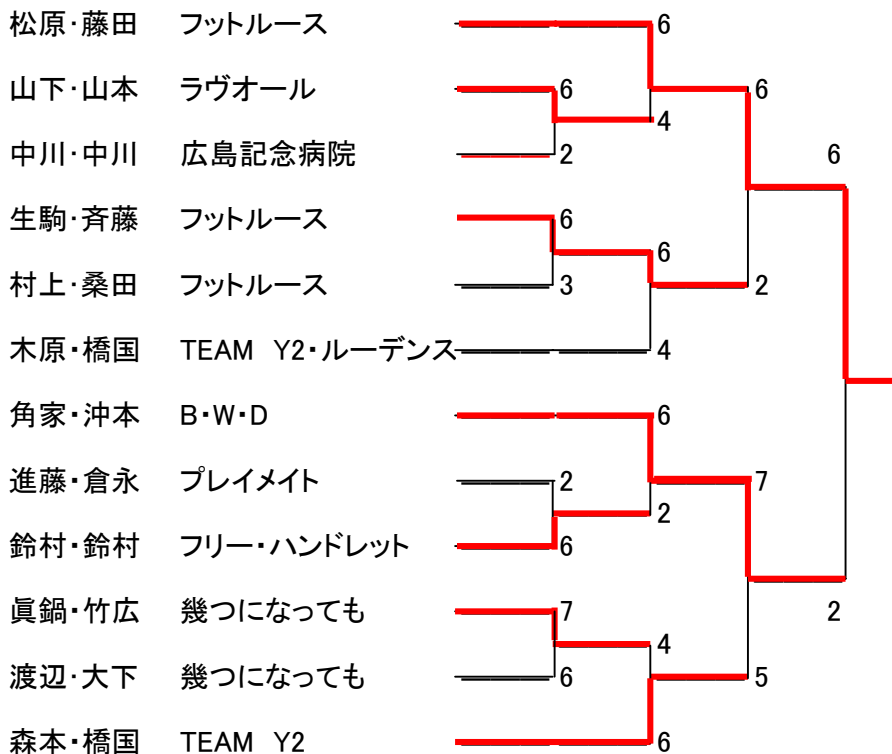 松原・藤田 フットルース 6
山下・山本 ラヴオール 6 6
4
中川・中川 広島記念病院 2 6
生駒・斉藤 フットルース 6
6
村上・桑田 フットルース 3 2
木原・橋国 TEAM Y2・ルーデンス 4
角家・沖本 B・W・D 6
進藤・倉永 プレイメイト 2 7
2
鈴村・鈴村 フリー・ハンドレット 6
眞鍋・竹広 幾つになっても 7 2
4
渡辺・大下 幾つになっても 6 5
森本・橋国 TEAM Y2 6